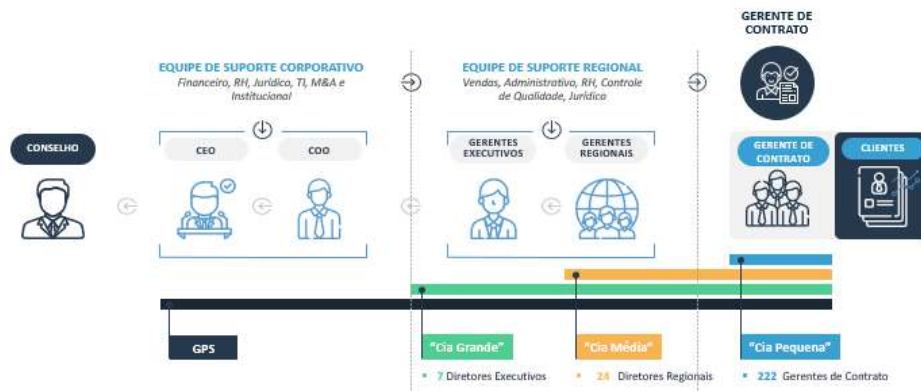 GERENTE DE
CONTRATO
EQUIPE DE SUPORTE CORPORATIVO
Financeiro, RH, Jurídica, TI, M&A e
Institucional
EQUIPE DE SUPORTE REGIONAL
Vendas, Administrativo, RH, Controle
de Qualidade, Jurídico
CONSELHO
CEO
COO
GERENTES
EXECUTIVOS
GERENTES
REGIONAIS
GERENTE DE
CONTRATO
CLIENTES
GPS
"Cia Grande"
"Cia Média"
"Cia Pequena"
7 Diretores Executivos
24 Diretores Regionais
222 Gerentes de Contrato